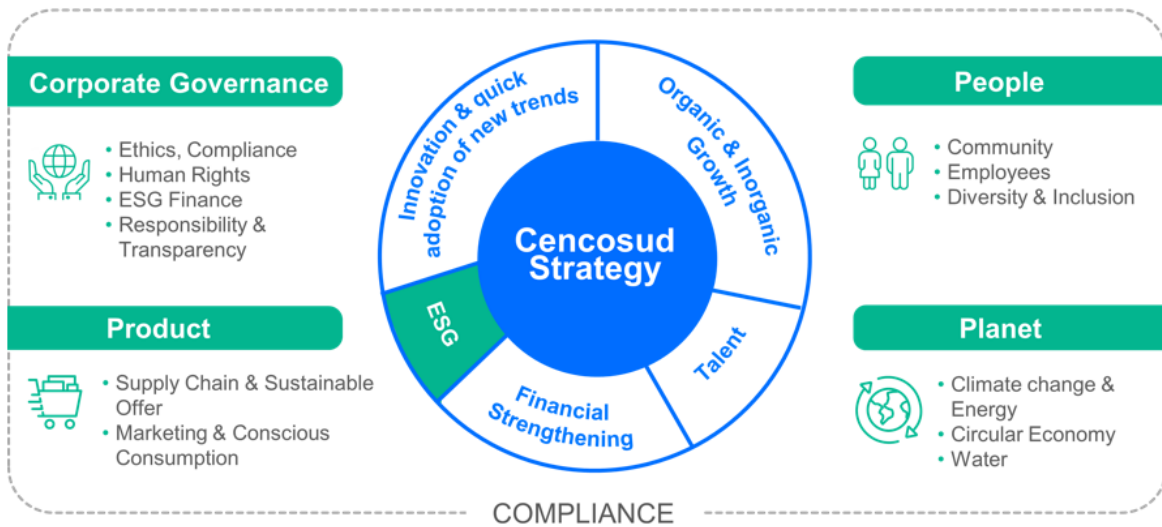 Corporate Governance
• Ethics, Compliance
• Human Rights
• ESG Finance
• Responsibility &
Transparency
Product
• Supply Chain & Sustainable
Offer
• Marketing & Conscious
Consumption
Innovation & quick
adoption of new trends
Organic & Inorganic
Growth
Cencosud
Strategy
ESG
Talent
Financial
Strengthening
People
• Community
• Employees
• Diversity & Inclusion
Planet
• Climate change &
Energy
• Circular Economy
• Water
COMPLIANCE